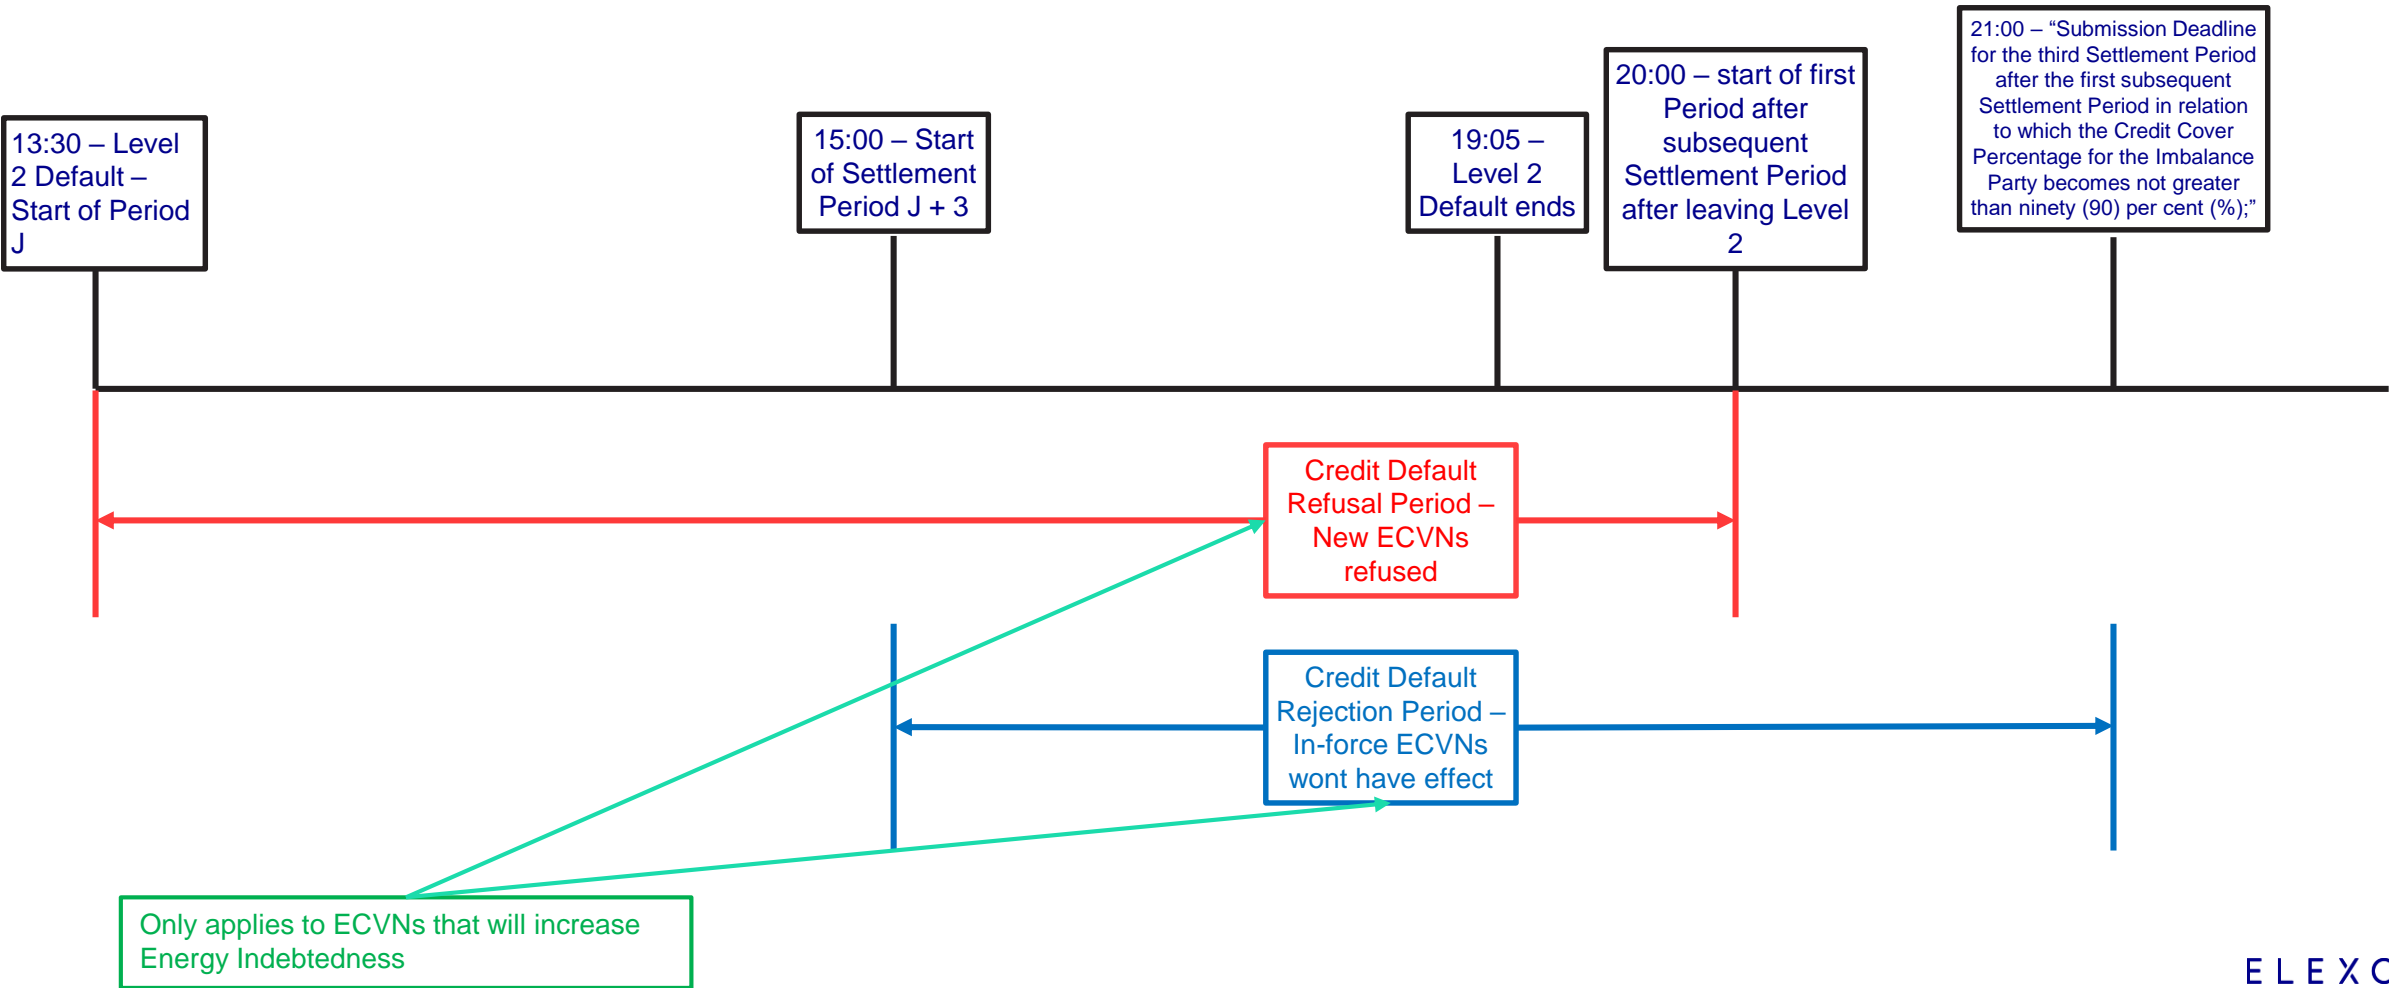 13:30 – Level
2 Default –
Start of Period
J
15:00 – Start
of Settlement
Period J + 3
19:05 –
Level 2
Default ends
20:00 – start of first
Period after
subsequent
Settlement Period
after leaving Level
2
21:00 – “Submission Deadline
for the third Settlement Period
after the first subsequent
Settlement Period in relation
to which the Credit Cover
Percentage for the Imbalance
Party becomes not greater
than ninety (90) per cent (%);”
Credit Default
Refusal Period –
New ECVNs
refused
Credit Default
Rejection Period –
In-force ECVNs
wont have effect
Only applies to ECVNs that will increase
Energy Indebtedness
ELEXO